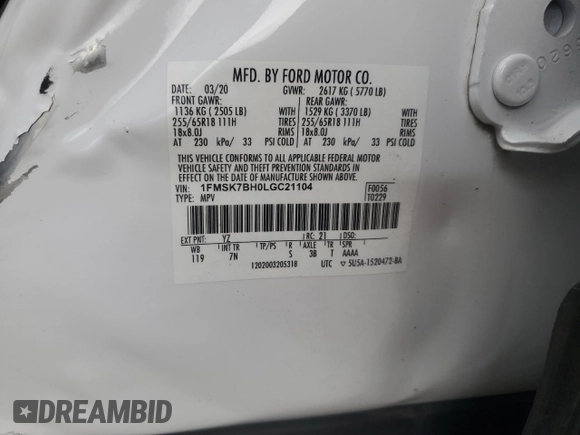 MFD. BY FORD MOTOR CO.
DATE: 03/20 GVWR: 2617 KG ( 5770 LB)
FRONT GAWR: REAR GAWR:
1136 KG ( 2505 LB) WITH 1529 KG ( 3370 LB) WITH
255/65R18 111H TIRES 255/65R18 111H TIRES
18x8.0J RIMS 18x8.0J RIMS
AT 230 kPa/ 33 PSI COLD AT 230 kPa/ 33 PSI COLD
THIS VEHICLE CONFORMS TO ALL APPLICABLE FEDERAL MOTOR
VEHICLE SAFETY AND THEFT PREVENTION STANDARDS IN
EFFECT ON THE DATE OF MANUFACTURE SHOWN ABOVE.
VIN: 1FMSK7BH0LGC21104 F0056
TYPE: MPV T0229
EXT PNT: YZ RC: 21 DSO:
WB INT TR TP/PS R AXLE TR SPR
119 7N S 3B T AAAA
1202003205318 UTC ▽ 5U5A-1520472-BA
DREAMBID